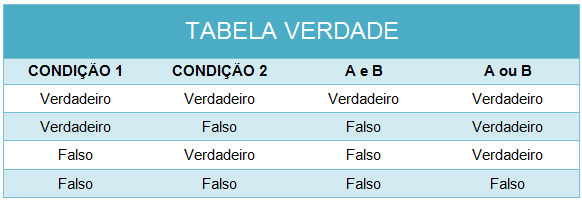 TABELA VERDADE
CONDIÇÃO 1 CONDIÇÃO 2 A e B A ou B
Verdadeiro Verdadeiro Verdadeiro Verdadeiro
Verdadeiro Falso Falso Verdadeiro
Falso Verdadeiro Falso Verdadeiro
Falso Falso Falso Falso